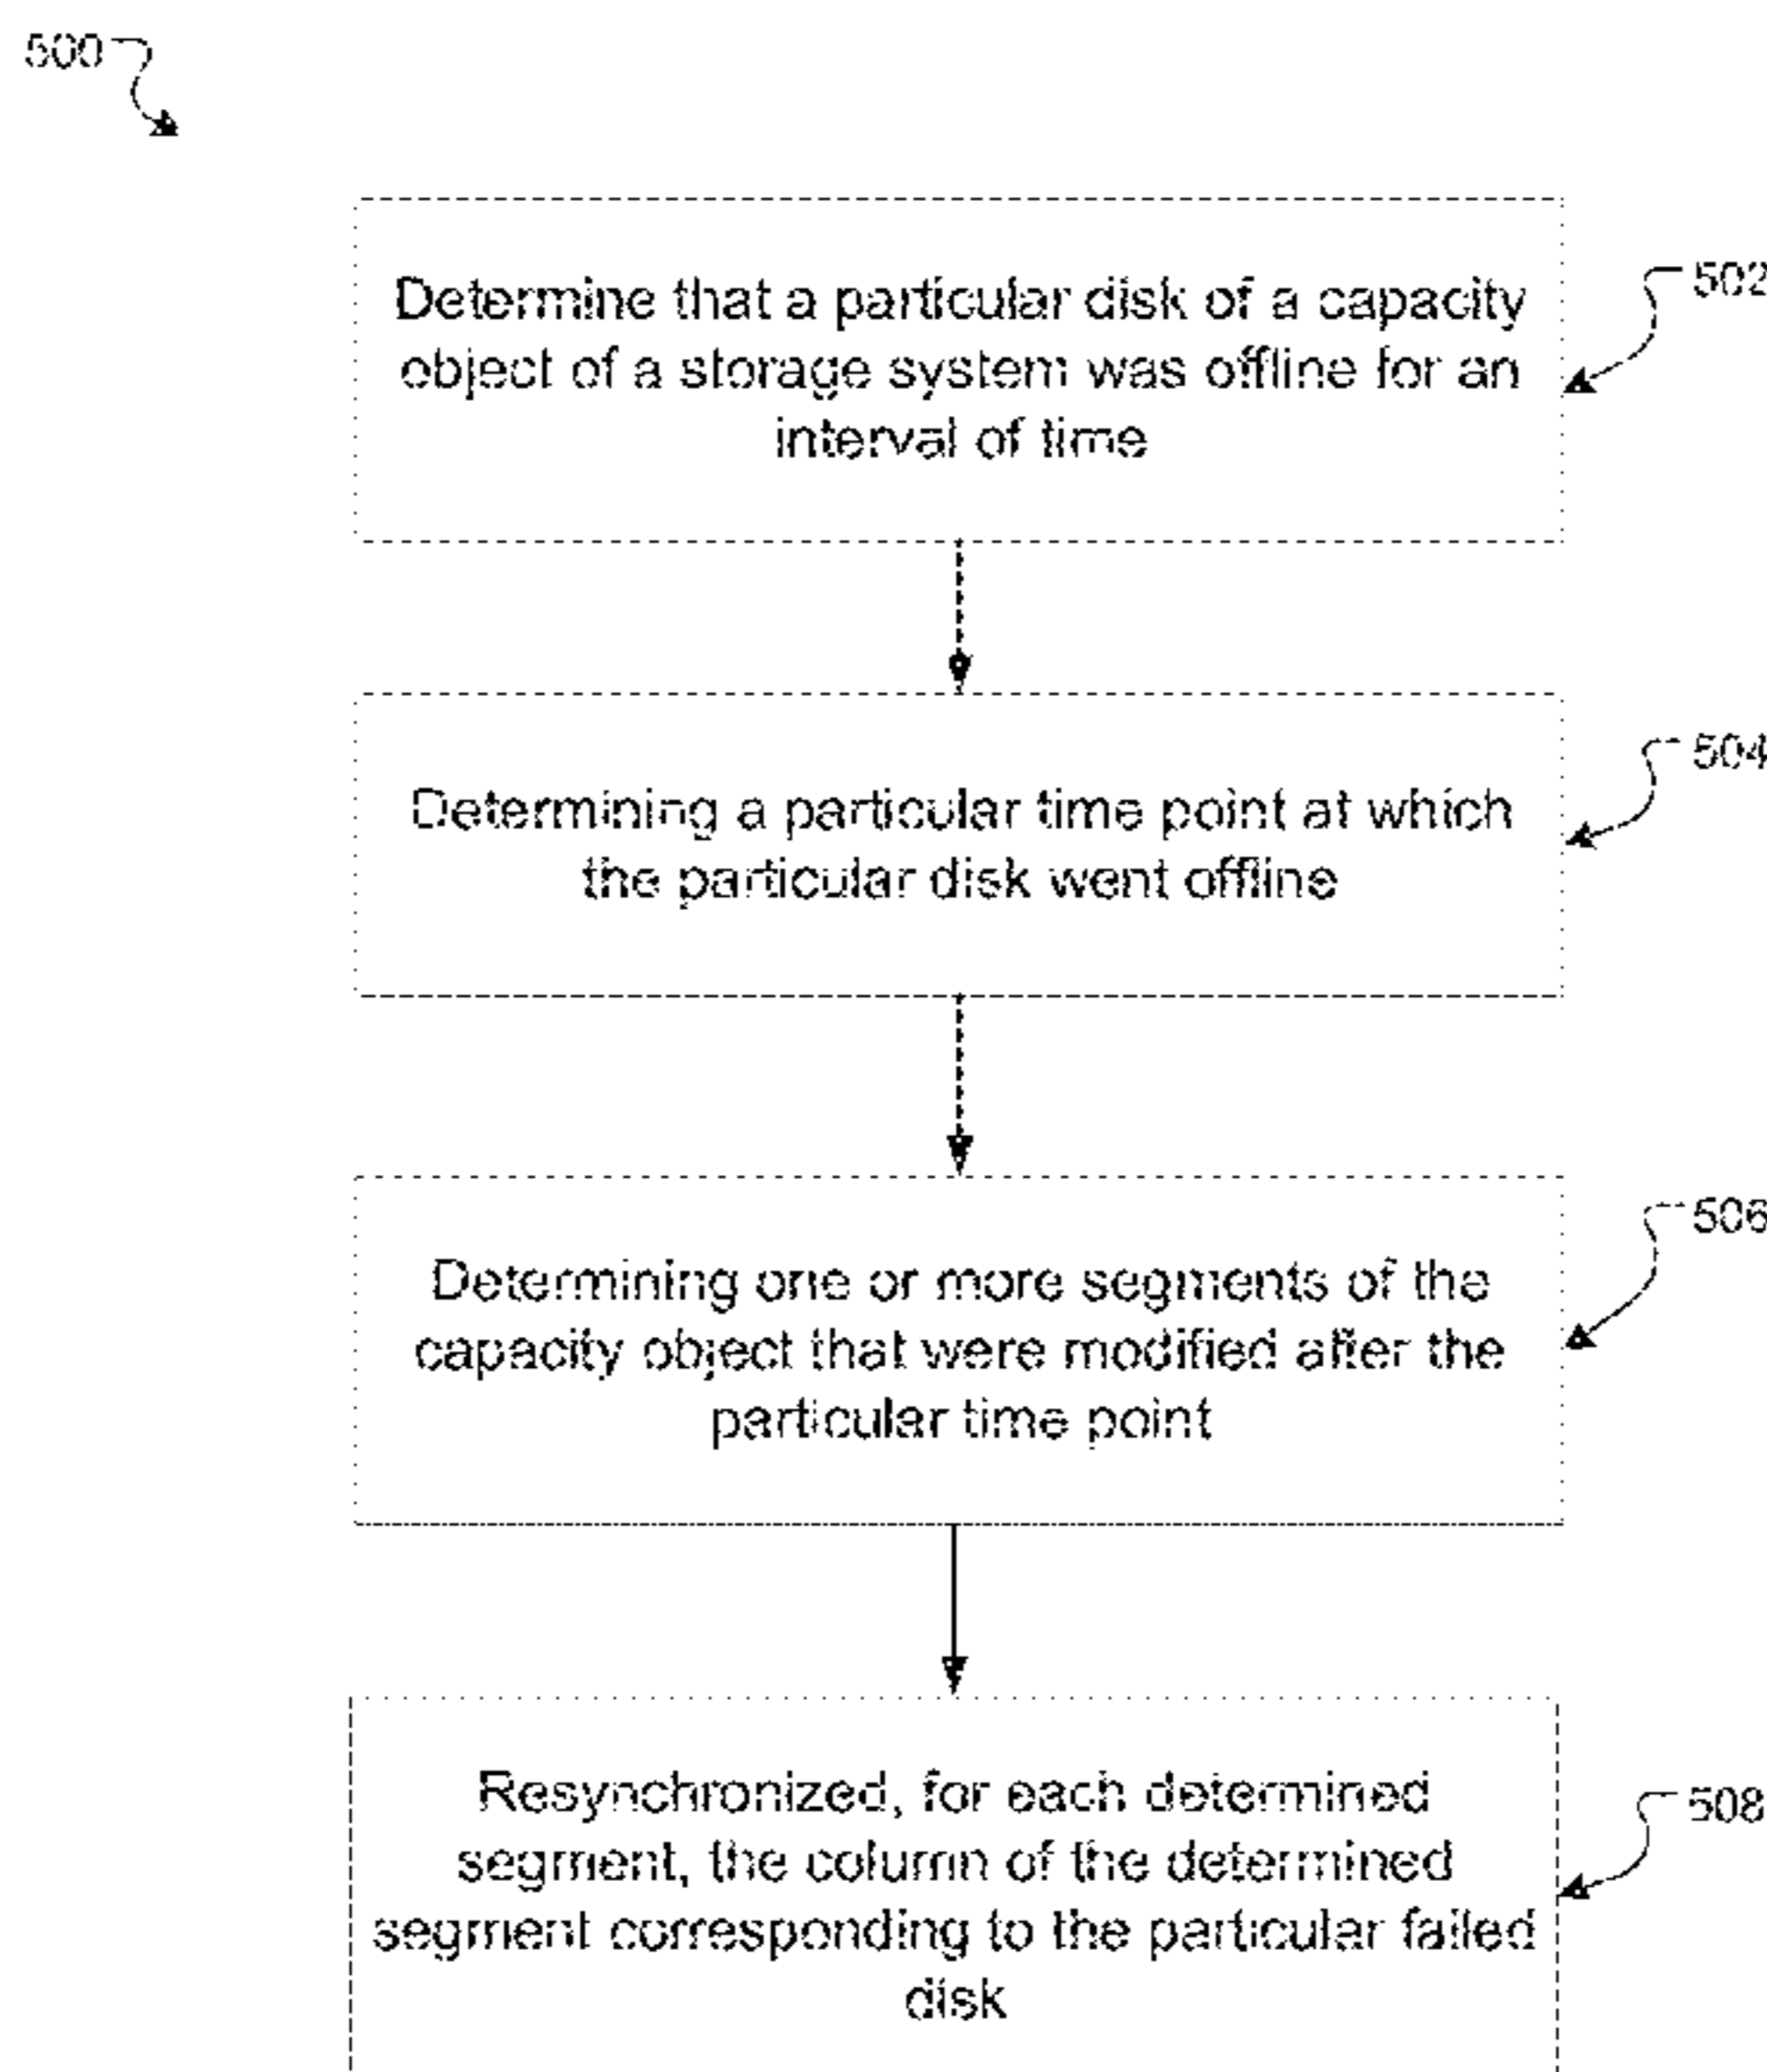 500
Determine that a particular disk of a capacity
object of a storage system was offline for an
interval of time
502
Determining a particular time point at which
the particular disk went offline
504
Determining one or more segments of the
capacity object that were modified after the
particular time point
506
Resynchronized, for each determined
segment, the column of the determined
segment corresponding to the particular failed
disk
508